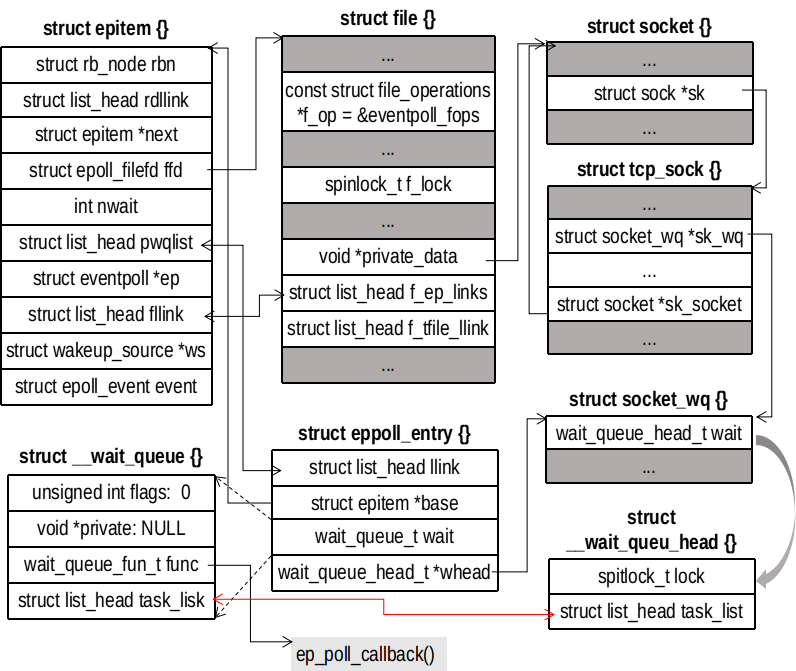 struct epitem {}
struct rb_node rbn
struct list_head rdllink
struct epitem *next
struct epoll_filefd ffd
int nwait
struct list_head pwqlist
struct eventpoll *ep
struct list_head fllink
struct wakeup_source *ws
struct epoll_event event
struct file {}
...
const struct file_operations
*f_op = &eventpoll_fops
...
spinlock_t f_lock
...
void *private_data
struct list_head f_ep_links
struct list_head f_tfile_llink
...
struct socket {}
...
struct sock *sk
...
struct tcp_sock {}
...
struct socket_wq *sk_wq
...
struct socket *sk_socket
...
struct socket_wq {}
wait_queue_head_t wait
...
struct __wait_queue {}
unsigned int flags:  0
void *private: NULL
wait_queue_fun_t func
struct list_head task_lisk
struct eppoll_entry {}
struct list_head llink
struct epitem *base
wait_queue_t wait
wait_queue_head_t *whead
struct
__wait_queu_head {}
spitlock_t lock
struct list_head task_list
ep_poll_callback()